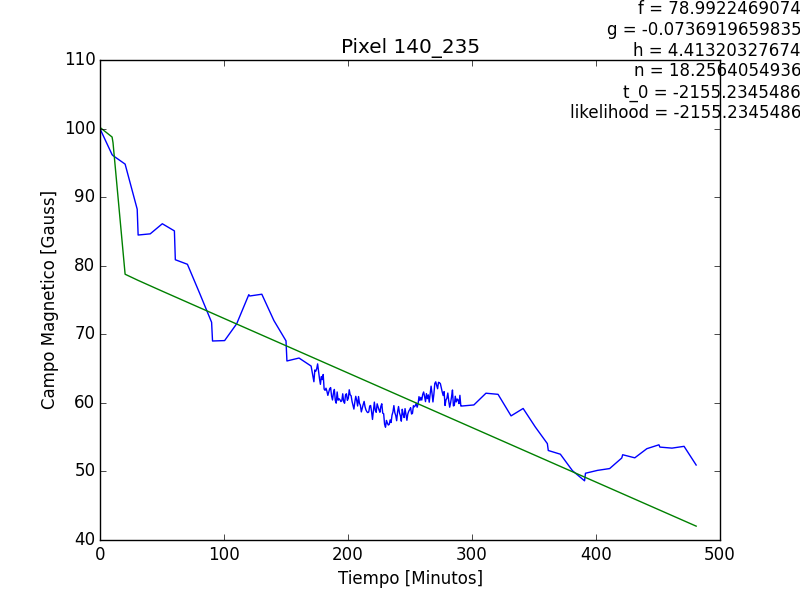 f = 78.9922469074
g = -0.0736919659835
h = 4.41320327674
n = 18.2564054936
t_0 = -2155.2345486
likelihood = -2155.2345486
Pixel 140_235
110
100
90
80
70
60
50
40
Campo Magnetico [Gauss]
0 100 200 300 400 500
Tiempo [Minutos]